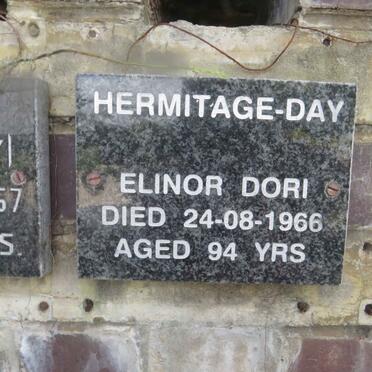 HERMITAGE-DAY
ELINOR DORI
DIED 24-08-1966
AGED 94 YRS